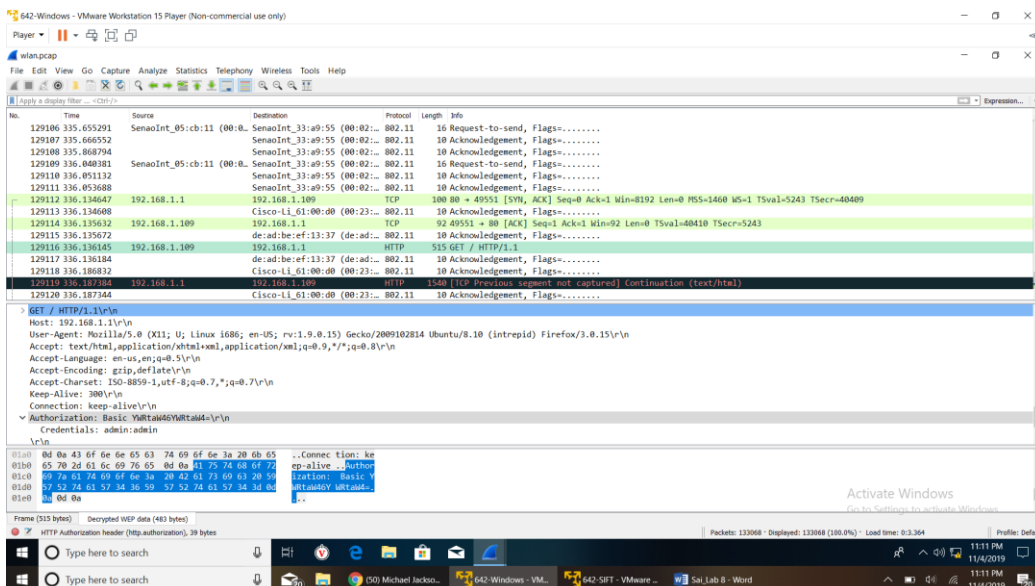 642-Windows - VMware Workstation 15 Player (Non-commercial use only)
Player
wlan.pcap
File Edit View Go Capture Analyze Statistics Telephony Wireless Tools Help
Apply a display filter ... <Ctrl-/>
Expression...
No. Time Source Destination Protocol Length Info
129106 335.655291 SenaoInt_05:cb:11 (00:0… SenaoInt_33:a9:55 (00:02:… 802.11 16 Request-to-send, Flags=........
129107 335.666552 SenaoInt_33:a9:55 (00:02:… 802.11 10 Acknowledgement, Flags=........
129108 335.868794 SenaoInt_33:a9:55 (00:02:… 802.11 10 Acknowledgement, Flags=........
129109 336.040381 SenaoInt_05:cb:11 (00:0… SenaoInt_33:a9:55 (00:02:… 802.11 16 Request-to-send, Flags=........
129110 336.051132 SenaoInt_33:a9:55 (00:02:… 802.11 10 Acknowledgement, Flags=........
129111 336.053688 SenaoInt_33:a9:55 (00:02:… 802.11 10 Acknowledgement, Flags=........
129112 336.134647 192.168.1.1 192.168.1.109 TCP 100 80 → 49551 [SYN, ACK] Seq=0 Ack=1 Win=8192 Len=0 MSS=1460 WS=1 TSval=5243 TSecr=40409
129113 336.134608 Cisco-Li_61:00:d0 (00:23:… 802.11 10 Acknowledgement, Flags=........
129114 336.135632 192.168.1.109 192.168.1.1 TCP 92 49551 → 80 [ACK] Seq=1 Ack=1 Win=92 Len=0 TSval=40410 TSecr=5243
129115 336.135672 de:ad:be:ef:13:37 (de:ad:… 802.11 10 Acknowledgement, Flags=........
129116 336.136145 192.168.1.109 192.168.1.1 HTTP 515 GET / HTTP/1.1
129117 336.136184 de:ad:be:ef:13:37 (de:ad:… 802.11 10 Acknowledgement, Flags=........
129118 336.186832 Cisco-Li_61:00:d0 (00:23:… 802.11 10 Acknowledgement, Flags=........
129119 336.187384 192.168.1.1 192.168.1.109 HTTP 1540 [TCP Previous segment not captured] Continuation (text/html)
129120 336.187344 Cisco-Li_61:00:d0 (00:23:… 802.11 10 Acknowledgement, Flags=........
GET / HTTP/1.1\r\n
Host: 192.168.1.1\r\n
User-Agent: Mozilla/5.0 (X11; U; Linux i686; en-US; rv:1.9.0.15) Gecko/2009102814 Ubuntu/8.10 (intrepid) Firefox/3.0.15\r\n
Accept: text/html,application/xhtml+xml,application/xml;q=0.9,*/*;q=0.8\r\n
Accept-Language: en-us,en;q=0.5\r\n
Accept-Encoding: gzip,deflate\r\n
Accept-Charset: ISO-8859-1,utf-8;q=0.7,*;q=0.7\r\n
Keep-Alive: 300\r\n
Connection: keep-alive\r\n
Authorization: Basic YWRtaW46YWRtaW4=\r\n
Credentials: admin:admin
\r\n
01a0 0d 0a 43 6f 6e 6e 65 63 74 69 6f 6e 3a 20 6b 65 ..Connec tion: ke
01b0 65 70 2d 61 6c 69 76 65 0d 0a 41 75 74 68 6f 72 ep-alive ..Author
01c0 69 7a 61 74 69 6f 6e 3a 20 42 61 73 69 63 20 59 ization: Basic Y
01d0 57 52 74 61 57 34 36 59 57 52 74 61 57 34 3d 0d WRtaW46Y WRtaW4=.
01e0 0a 0d 0a ...
Activate Windows
Go to Settings to activate Windows.
Frame (515 bytes) Decrypted WEP data (483 bytes)
HTTP Authorization header (http.authorization), 39 bytes
Packets: 133068 · Displayed: 133068 (100.0%) · Load time: 0:3.364
Profile: Defa
Type here to search
11:11 PM
11/4/2019
Type here to search
(50) Michael Jackso...
642-Windows - VM...
642-SIFT - VMware ...
Sai_Lab 8 - Word
11:11 PM
11/4/2019